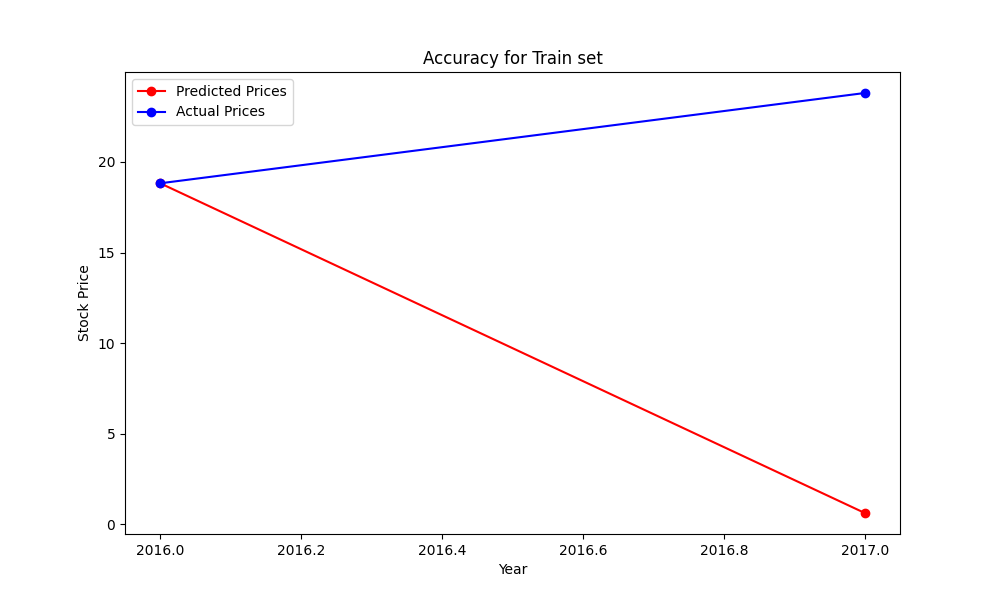 Accuracy for Train set
Predicted Prices
Actual Prices
Stock Price
20
15
10
5
0
2016.0 2016.2 2016.4 2016.6 2016.8 2017.0
Year